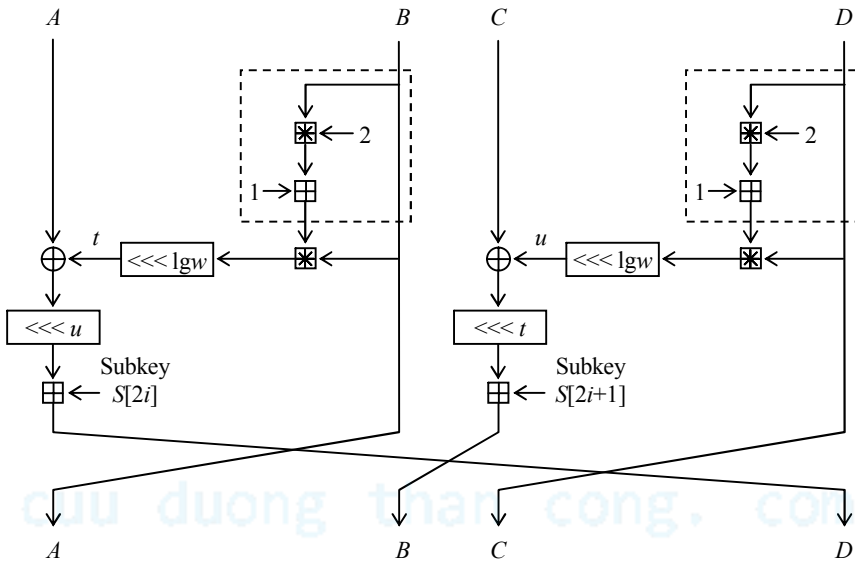 A B C D
2 2
1 1
t <<< lgw u <<< lgw
<<< u <<< t
Subkey Subkey
S[2i] S[2i+1]
cuu duong than cong. com
A B C D